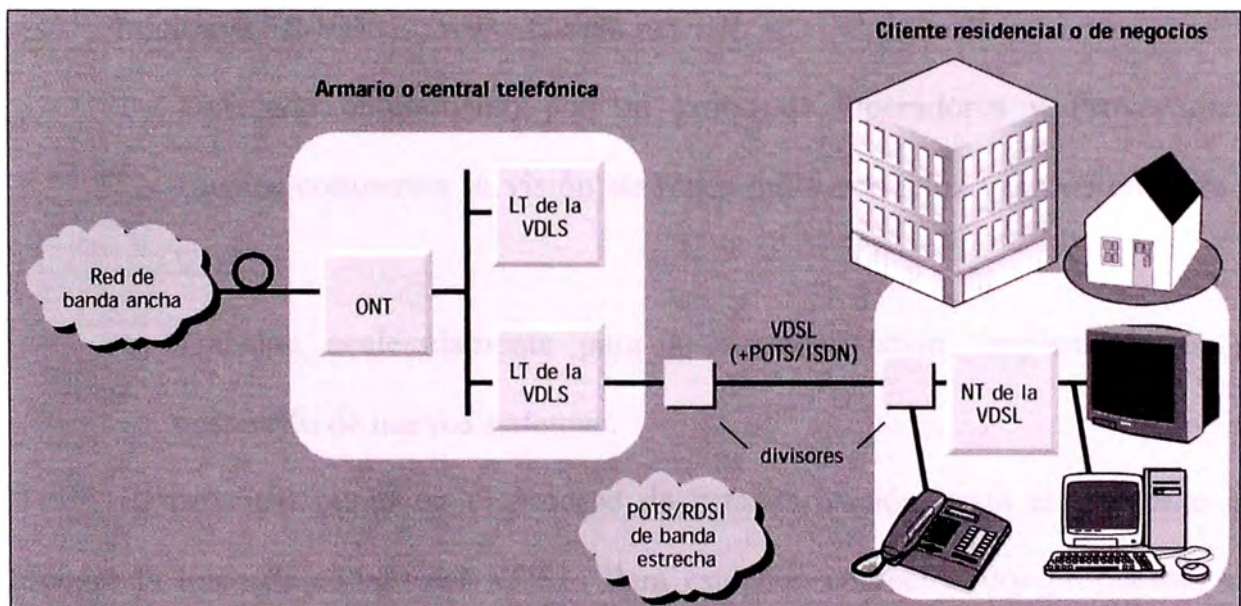 Cliente residencial o de negocios
Armario o central telefónica
Red de
banda ancha
ONT
LT de la
VDLS
LT de la
VDLS
VDSL
(+POTS/ISDN)
divisores
NT de la
VDSL
POTS/RDSI
de banda
estrecha